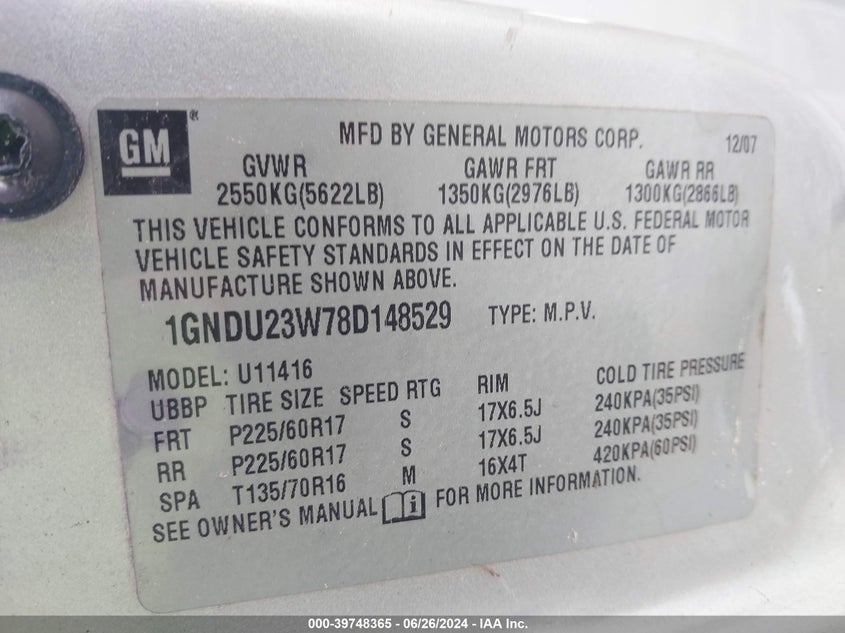 GM®
MFD BY GENERAL MOTORS CORP. 12/07
GVWR GAWR FRT GAWR RR
2550KG(5622LB) 1350KG(2976LB) 1300KG(2866LB)
THIS VEHICLE CONFORMS TO ALL APPLICABLE U.S. FEDERAL MOTOR
VEHICLE SAFETY STANDARDS IN EFFECT ON THE DATE OF
MANUFACTURE SHOWN ABOVE.
1GNDU23W78D148529 TYPE: M.P.V.
MODEL: U11416
UBBP TIRE SIZE SPEED RTG RIM COLD TIRE PRESSURE
FRT P225/60R17 S 17X6.5J 240KPA(35PSI)
RR P225/60R17 S 17X6.5J 240KPA(35PSI)
SPA T135/70R16 M 16X4T 420KPA(60PSI)
SEE OWNER'S MANUAL i FOR MORE INFORMATION.
000-39748365 - 06/26/2024 - IAA Inc.